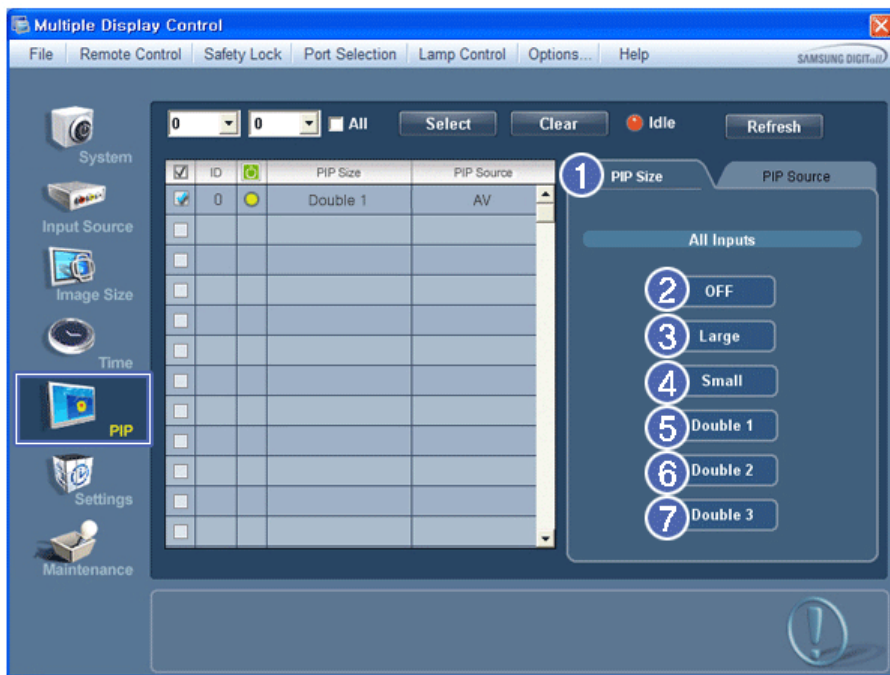 Multiple Display Control
File Remote Control Safety Lock Port Selection Lamp Control Options... Help SAMSUNG DIGITall
0 0 All Select Clear Idle Refresh
System
Input Source
Image Size
Time
PIP
Settings
Maintenance
ID PIP Size PIP Source
0 Double 1 AV
1 PIP Size PIP Source
All Inputs
2 OFF
3 Large
4 Small
5 Double 1
6 Double 2
7 Double 3